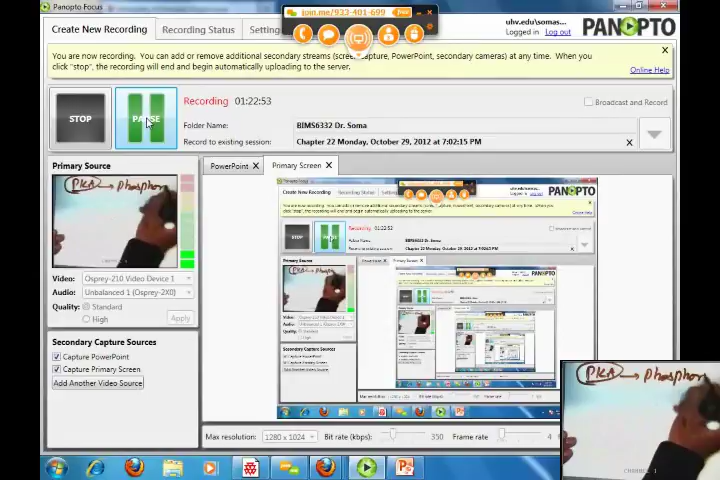 Panopto Focus
join.me/933-401-699 Free
Create New Recording
Recording Status
uhv.edu\somas...
Logged in Log out
PANOPTO
You are now recording. You can add or remove additional secondary streams (screen capture, PowerPoint, secondary cameras) at any time. When you
click "stop", the recording will end and begin automatically uploading to the server.
Online Help
STOP
PAUSE
Recording 01:22:53
Broadcast and Record
Folder Name:
BIMS6332 Dr. Soma
Record to existing session:
Chapter 22 Monday, October 29, 2012 at 7:02:15 PM
Primary Source
PowerPoint
Primary Screen
PKA → phosphor
Video: Osprey-210 Video Device 1
Audio: Unbalanced 1 (Osprey-2X0)
Quality: Standard
High
Apply
Secondary Capture Sources
Capture PowerPoint
Capture Primary Screen
Add Another Video Source
Max resolution: 1280 x 1024
Bit rate (kbps): 350
Frame rate 4
PKA → phosphor